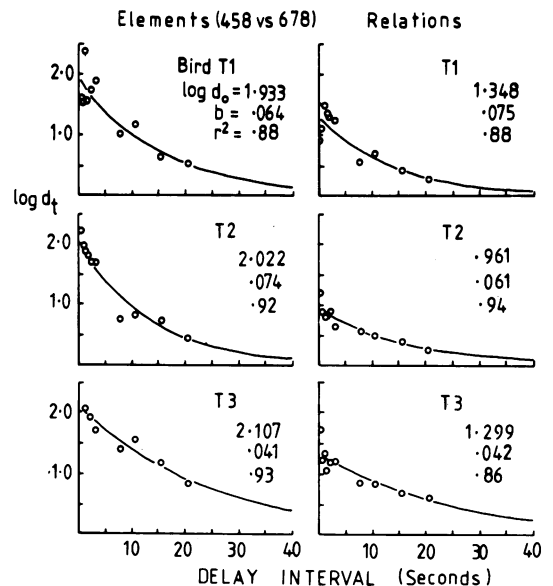 Elements (458 vs 678) Relations
Bird T1
log d₀ = 1·933
b = ·064
r² = ·88
2·0
1·0
T1
1·348
·075
·88
log dₜ
T2
2·022
·074
·92
2·0
1·0
T2
·961
·061
·94
T3
2·107
·041
·93
2·0
·1·0
0 10 20 30 40
T3
1·299
·042
·86
0 10 20 30 40
DELAY INTERVAL (Seconds)